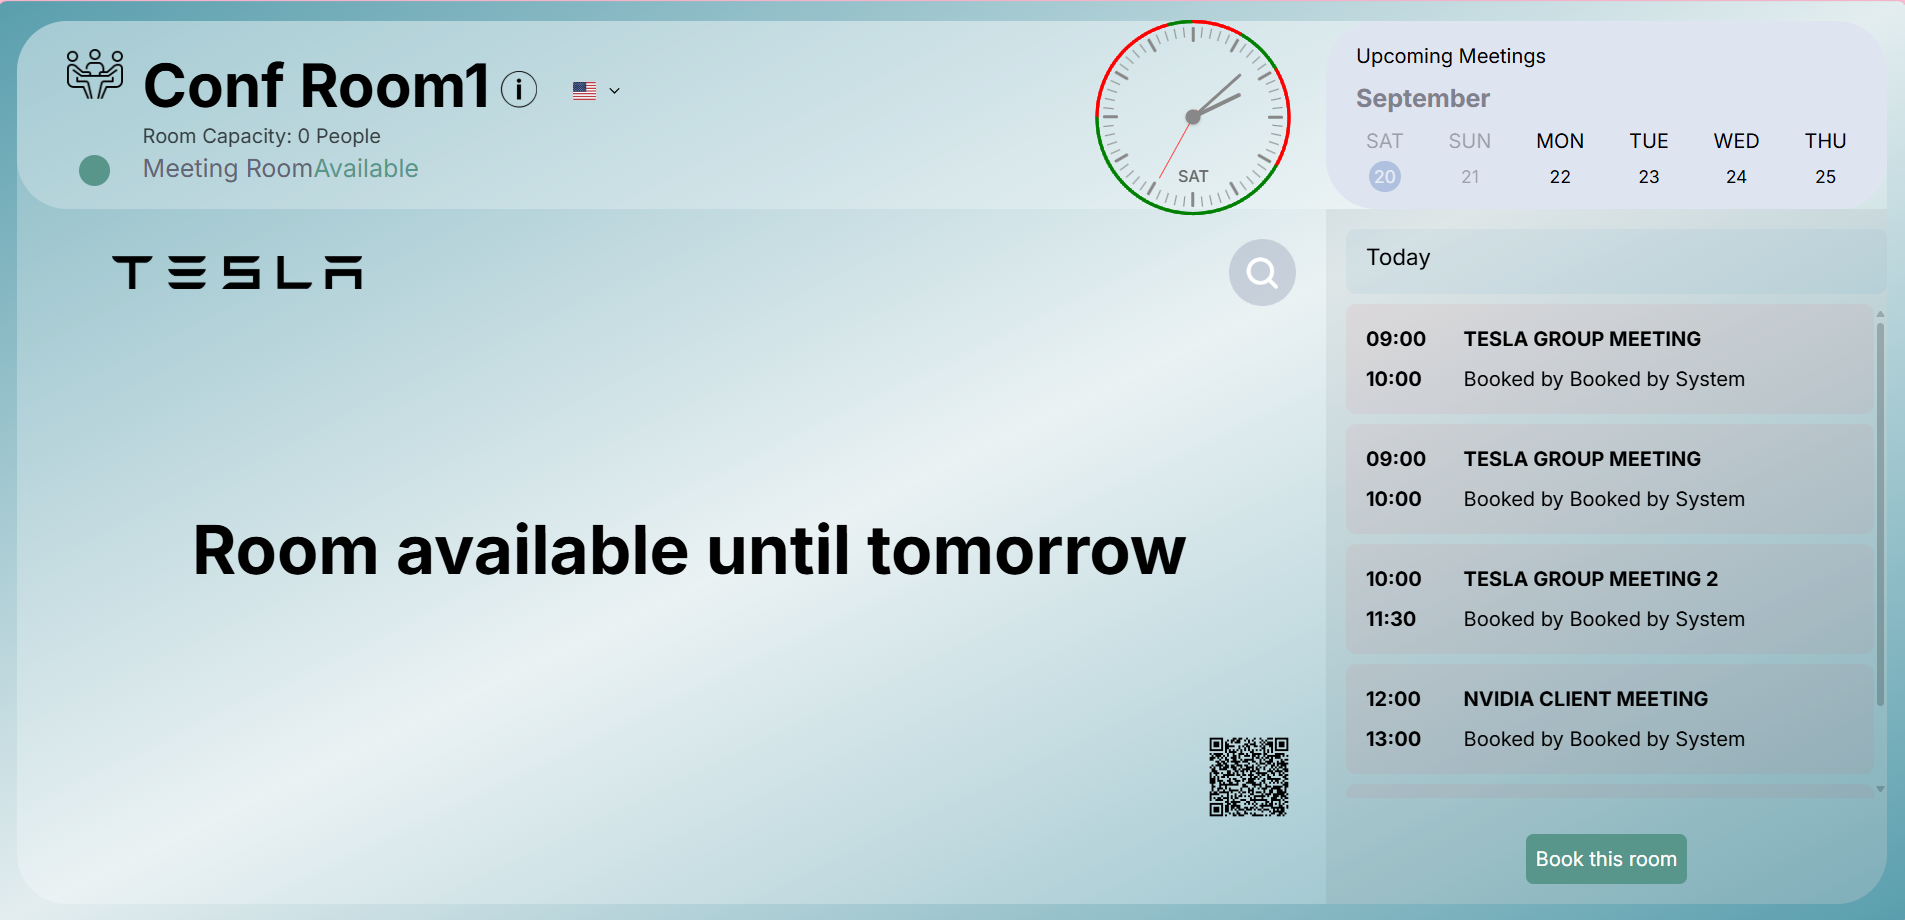 Conf Room1
Room Capacity: 0 People
Meeting RoomAvailable
SAT
Upcoming Meetings
September
SAT SUN MON TUE WED THU
20 21 22 23 24 25
TESLA
Room available until tomorrow
Today
09:00 TESLA GROUP MEETING
10:00 Booked by Booked by System
09:00 TESLA GROUP MEETING
10:00 Booked by Booked by System
10:00 TESLA GROUP MEETING 2
11:30 Booked by Booked by System
12:00 NVIDIA CLIENT MEETING
13:00 Booked by Booked by System
Book this room